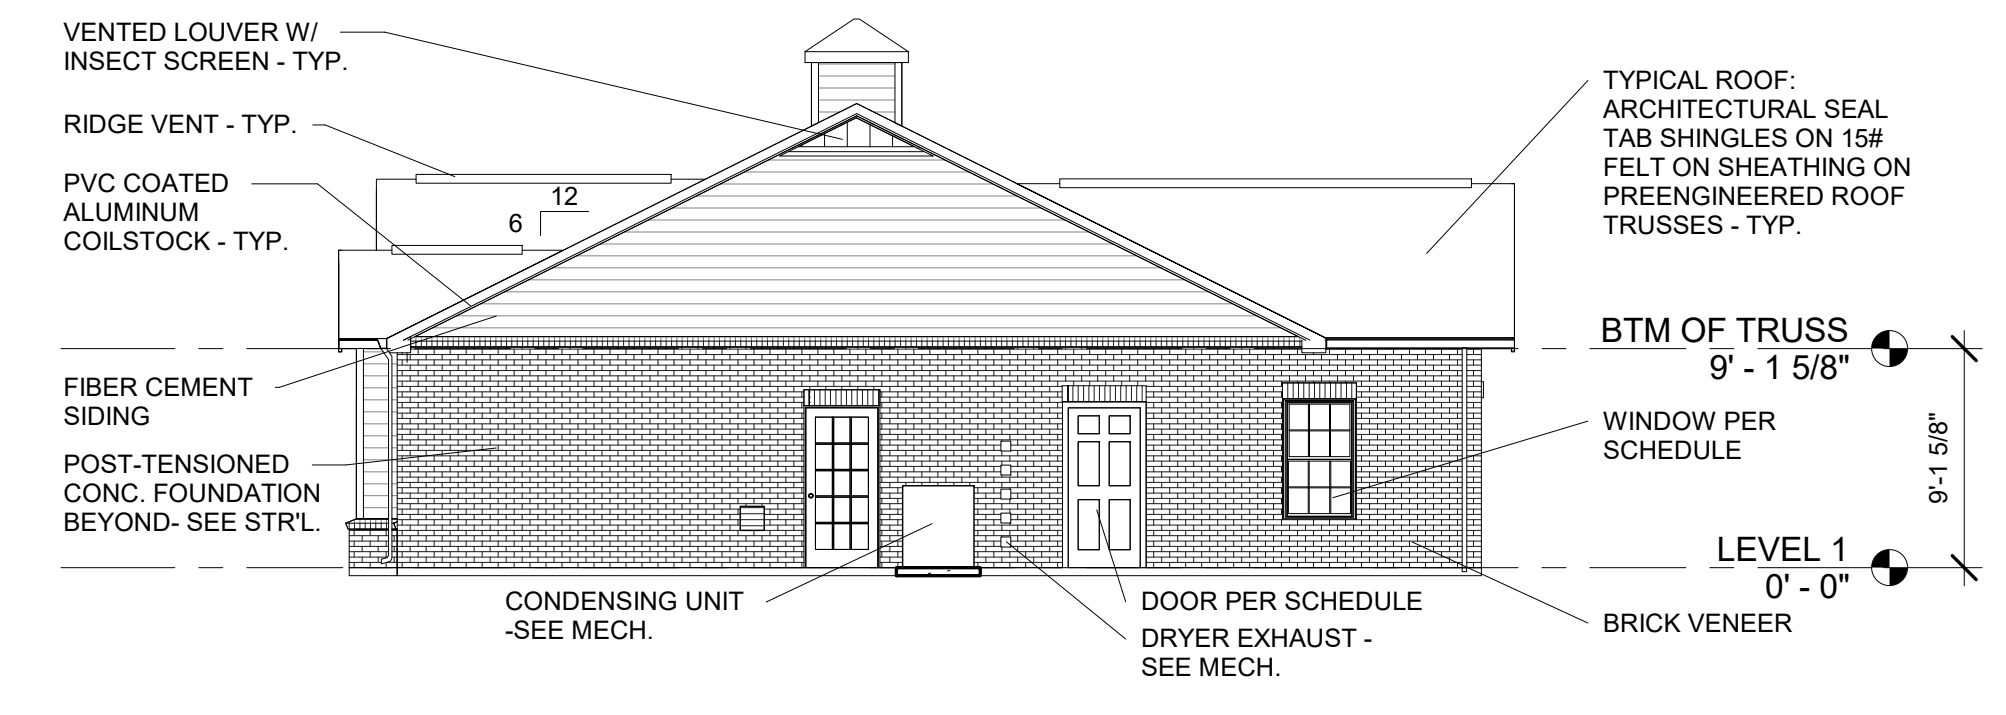 VENTED LOUVER W/
INSECT SCREEN - TYP.
RIDGE VENT - TYP.
PVC COATED
ALUMINUM
COILSTOCK - TYP.
12
6
FIBER CEMENT
SIDING
POST-TENSIONED
CONC. FOUNDATION
BEYOND- SEE STR'L.
CONDENSING UNIT
-SEE MECH.
DOOR PER SCHEDULE
DRYER EXHAUST -
SEE MECH.
TYPICAL ROOF:
ARCHITECTURAL SEAL
TAB SHINGLES ON 15#
FELT ON SHEATHING ON
PREENGINEERED ROOF
TRUSSES - TYP.
BTM OF TRUSS
9' - 1 5/8"
WINDOW PER
SCHEDULE
9'-1 5/8"
LEVEL 1
0' - 0"
BRICK VENEER